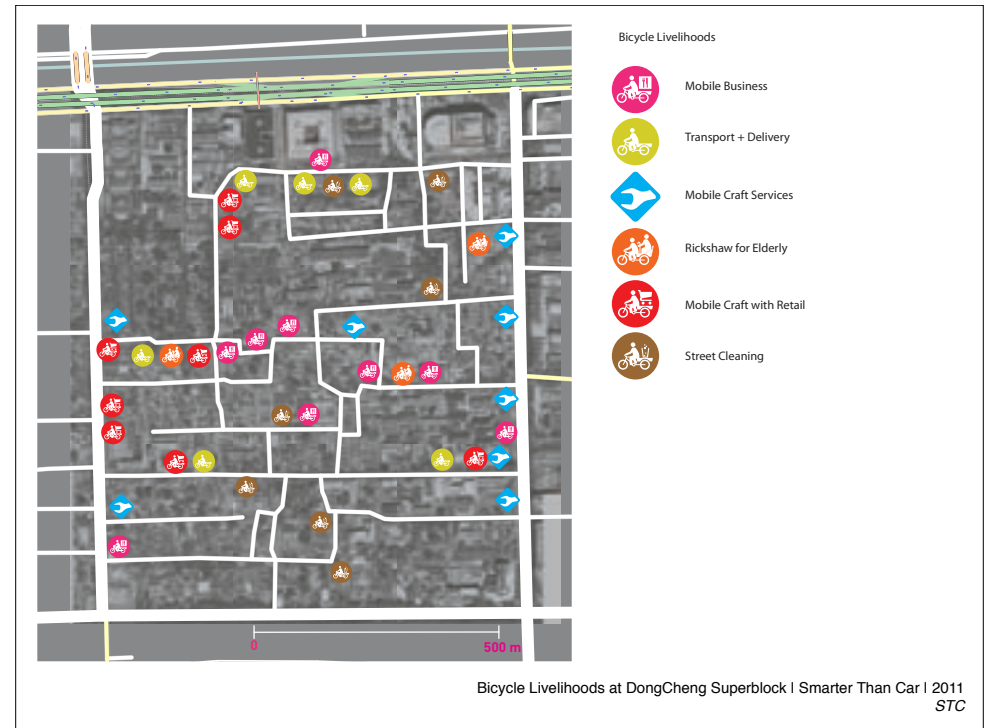 Bicycle Livelihoods
Mobile Business
Transport + Delivery
Mobile Craft Services
Rickshaw for Elderly
Mobile Craft with Retail
Street Cleaning
0
500 m
Bicycle Livelihoods at DongCheng Superblock | Smarter Than Car | 2011
STC